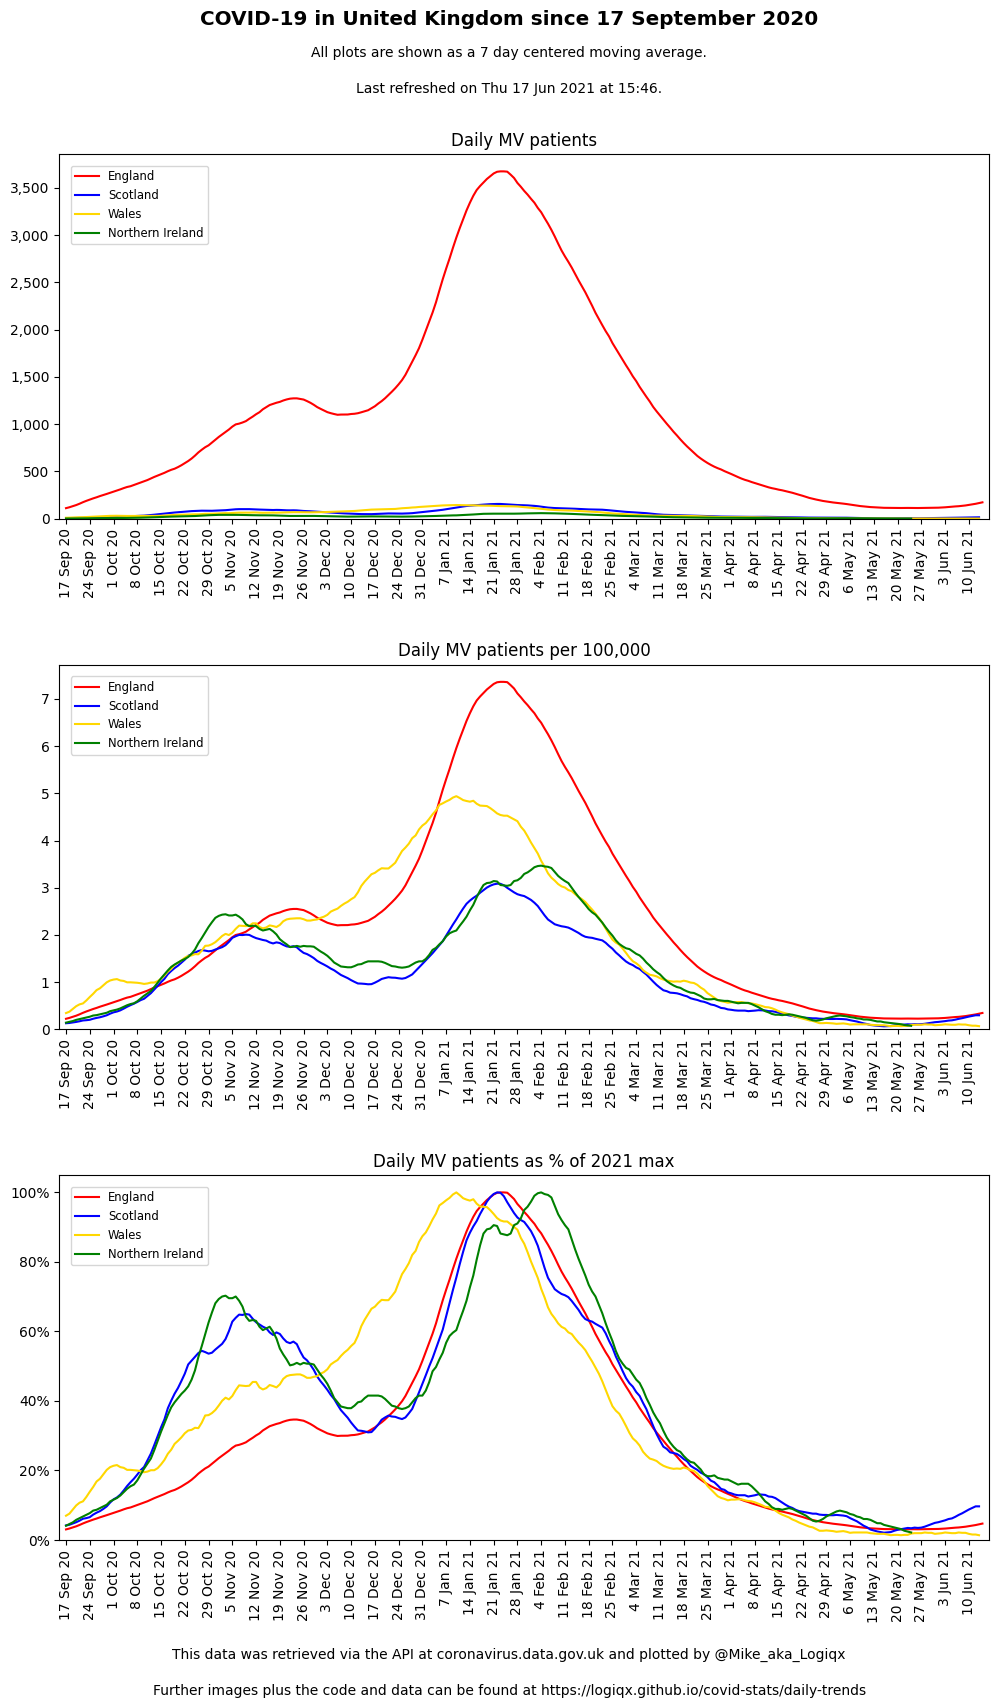 COVID-19 in United Kingdom since 17 September 2020
All plots are shown as a 7 day centered moving average.
Last refreshed on Thu 17 Jun 2021 at 15:46.
Daily MV patients
England
Scotland
Wales
Northern Ireland
3,500
3,000
2,500
2,000
1,500
1,000
500
0
17 Sep 20
24 Sep 20
1 Oct 20
8 Oct 20
15 Oct 20
22 Oct 20
29 Oct 20
5 Nov 20
12 Nov 20
19 Nov 20
26 Nov 20
3 Dec 20
10 Dec 20
17 Dec 20
24 Dec 20
31 Dec 20
7 Jan 21
14 Jan 21
21 Jan 21
28 Jan 21
4 Feb 21
11 Feb 21
18 Feb 21
25 Feb 21
4 Mar 21
11 Mar 21
18 Mar 21
25 Mar 21
1 Apr 21
8 Apr 21
15 Apr 21
22 Apr 21
29 Apr 21
6 May 21
13 May 21
20 May 21
27 May 21
3 Jun 21
10 Jun 21
Daily MV patients per 100,000
England
Scotland
Wales
Northern Ireland
7
6
5
4
3
2
1
0
17 Sep 20
24 Sep 20
1 Oct 20
8 Oct 20
15 Oct 20
22 Oct 20
29 Oct 20
5 Nov 20
12 Nov 20
19 Nov 20
26 Nov 20
3 Dec 20
10 Dec 20
17 Dec 20
24 Dec 20
31 Dec 20
7 Jan 21
14 Jan 21
21 Jan 21
28 Jan 21
4 Feb 21
11 Feb 21
18 Feb 21
25 Feb 21
4 Mar 21
11 Mar 21
18 Mar 21
25 Mar 21
1 Apr 21
8 Apr 21
15 Apr 21
22 Apr 21
29 Apr 21
6 May 21
13 May 21
20 May 21
27 May 21
3 Jun 21
10 Jun 21
Daily MV patients as % of 2021 max
England
Scotland
Wales
Northern Ireland
100%
80%
60%
40%
20%
0%
17 Sep 20
24 Sep 20
1 Oct 20
8 Oct 20
15 Oct 20
22 Oct 20
29 Oct 20
5 Nov 20
12 Nov 20
19 Nov 20
26 Nov 20
3 Dec 20
10 Dec 20
17 Dec 20
24 Dec 20
31 Dec 20
7 Jan 21
14 Jan 21
21 Jan 21
28 Jan 21
4 Feb 21
11 Feb 21
18 Feb 21
25 Feb 21
4 Mar 21
11 Mar 21
18 Mar 21
25 Mar 21
1 Apr 21
8 Apr 21
15 Apr 21
22 Apr 21
29 Apr 21
6 May 21
13 May 21
20 May 21
27 May 21
3 Jun 21
10 Jun 21
This data was retrieved via the API at coronavirus.data.gov.uk and plotted by @Mike_aka_Logiqx
Further images plus the code and data can be found at https://logiqx.github.io/covid-stats/daily-trends